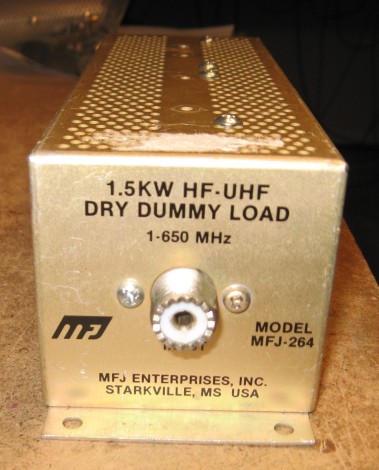 1.5KW HF-UHF
DRY DUMMY LOAD
1-650 MHz
MFJ
MODEL
MFJ-264
MFJ ENTERPRISES, INC.
STARKVILLE, MS USA